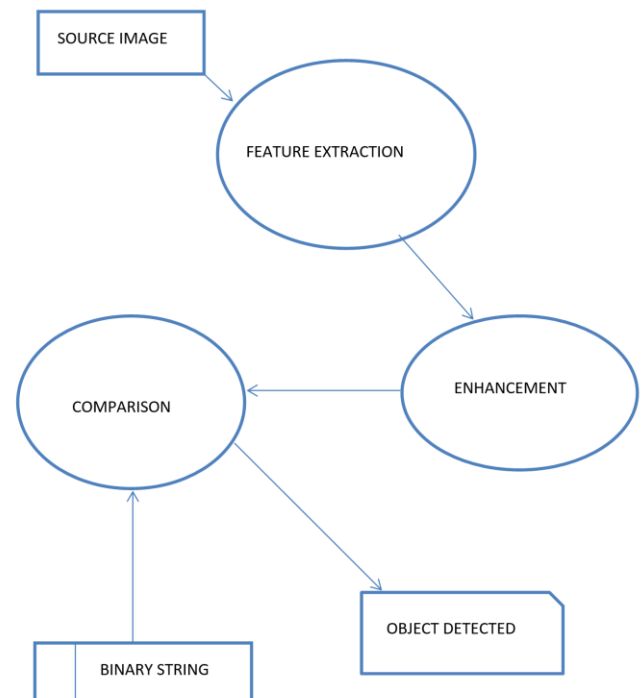 SOURCE IMAGE
FEATURE EXTRACTION
ENHANCEMENT
COMPARISON
OBJECT DETECTED
BINARY STRING